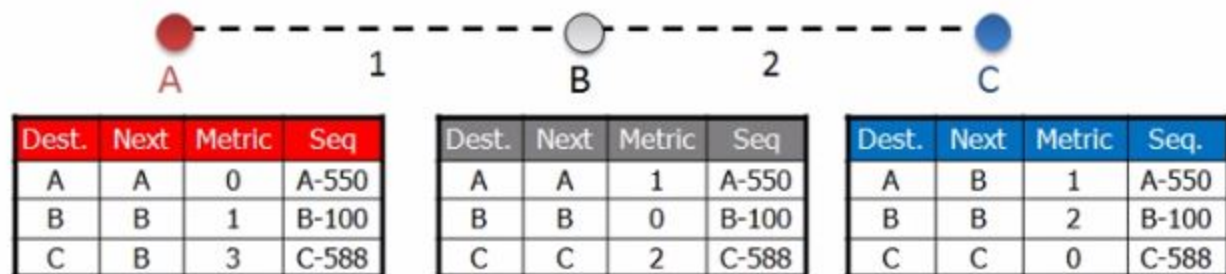 1 2
A B C
Dest. Next Metric Seq Dest. Next Metric Seq Dest. Next Metric Seq.
A A 0 A-550 A A 1 A-550 A B 1 A-550
B B 1 B-100 B B 0 B-100 B B 2 B-100
C B 3 C-588 C C 2 C-588 C C 0 C-588